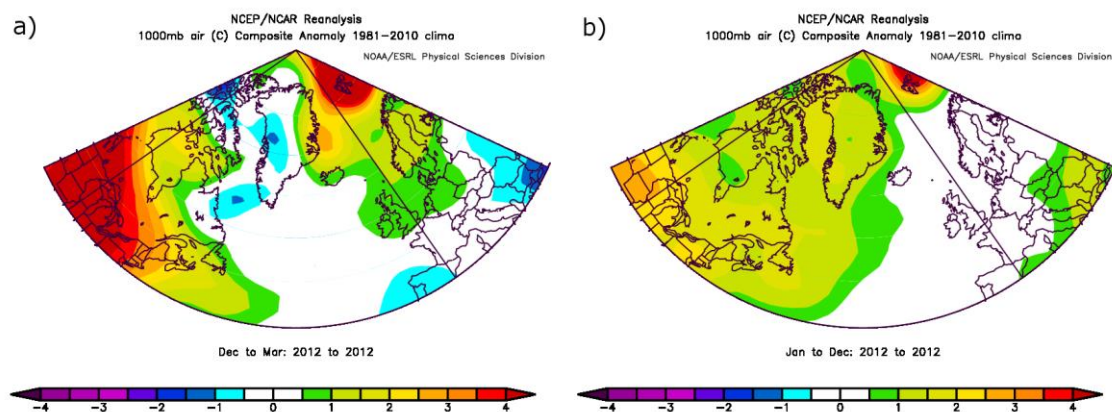 a)
NCEP/NCAR Reanalysis
1000mb air (C) Composite Anomaly 1981-2010 clima
NOAA/ESRL Physical Sciences Division
Dec to Mar: 2012 to 2012
-4 -3 -2 -1 0 1 2 3 4
b)
NCEP/NCAR Reanalysis
1000mb air (C) Composite Anomaly 1981-2010 clima
NOAA/ESRL Physical Sciences Division
Jan to Dec: 2012 to 2012
-4 -3 -2 -1 0 1 2 3 4